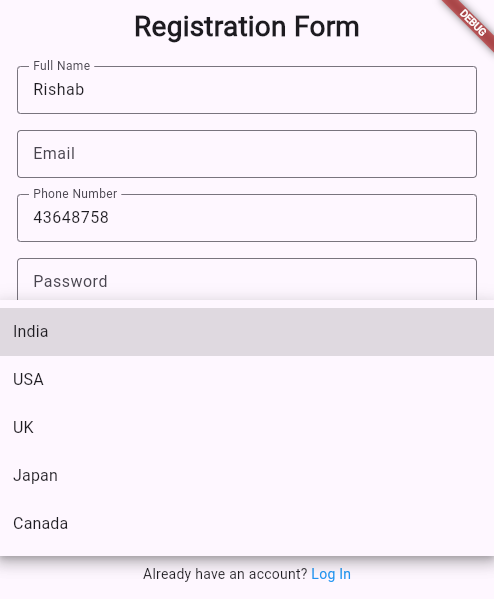 Registration Form
DEBUG
Full Name
Rishab
Email
Phone Number
43648758
Password
India
USA
UK
Japan
Canada
Already have an account? Log In